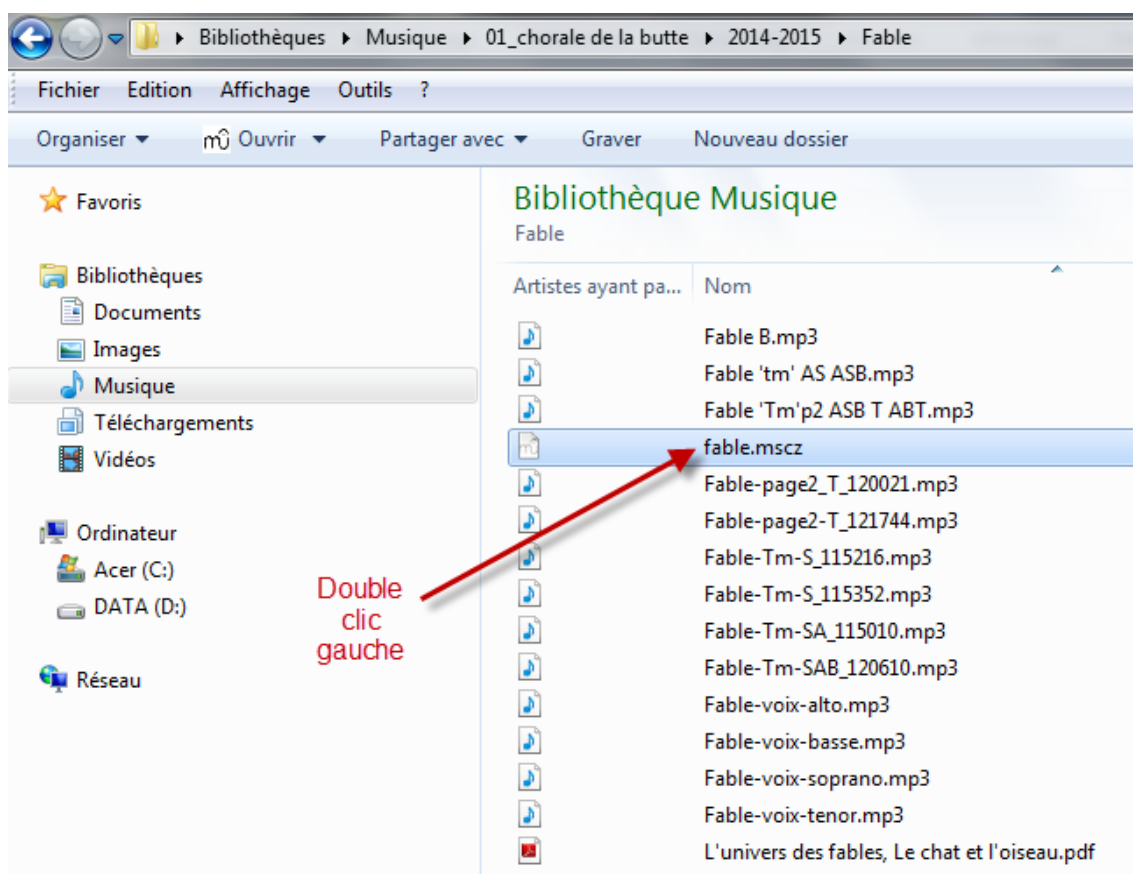 Bibliothèques ▸ Musique ▸ 01_chorale de la butte ▸ 2014-2015 ▸ Fable
Fichier Edition Affichage Outils ?
Organiser Ouvrir Partager avec Graver Nouveau dossier
Favoris
Bibliothèques
Documents
Images
Musique
Téléchargements
Vidéos
Ordinateur
Acer (C:)
DATA (D:)
Réseau
Double
clic
gauche
Bibliothèque Musique
Fable
Artistes ayant pa... Nom
Fable B.mp3
Fable 'tm' AS ASB.mp3
Fable 'Tm'p2 ASB T ABT.mp3
fable.mscz
Fable-page2_T_120021.mp3
Fable-page2-T_121744.mp3
Fable-Tm-S_115216.mp3
Fable-Tm-S_115352.mp3
Fable-Tm-SA_115010.mp3
Fable-Tm-SAB_120610.mp3
Fable-voix-alto.mp3
Fable-voix-basse.mp3
Fable-voix-soprano.mp3
Fable-voix-tenor.mp3
L'univers des fables, Le chat et l'oiseau.pdf